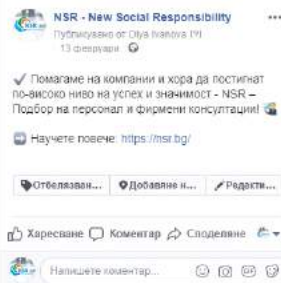 NSR - New Social Responsibility
Публикувано от Olya Ivanova [?]
13 февруари
Помагаме на компании и хора да постигнат
по-високо ниво на успех и значимост - NSR –
Подбор на персонал и фирмени консултации!
Научете повече: https://nsr.bg/
Отбелязван... Добавяне н... Редакти...
Харесване Коментар Споделяне
Напишете коментар... GIF